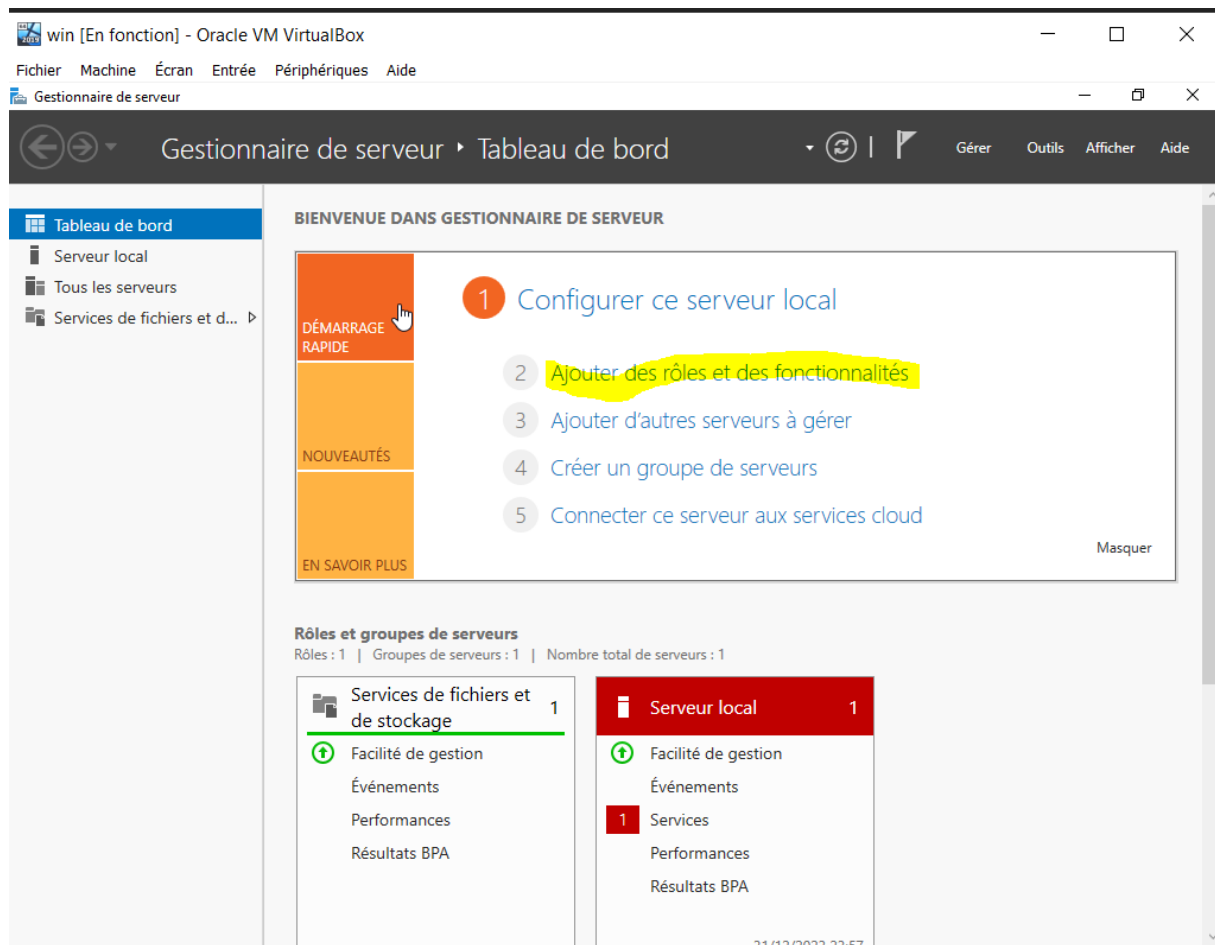 win [En fonction] - Oracle VM VirtualBox
Fichier Machine Écran Entrée Périphériques Aide
Gestionnaire de serveur
Gestionnaire de serveur Tableau de bord
Gérer Outils Afficher Aide
Tableau de bord
Serveur local
Tous les serveurs
Services de fichiers et d...
BIENVENUE DANS GESTIONNAIRE DE SERVEUR
DÉMARRAGE
RAPIDE
NOUVEAUTÉS
EN SAVOIR PLUS
1 Configurer ce serveur local
2 Ajouter des rôles et des fonctionnalités
3 Ajouter d'autres serveurs à gérer
4 Créer un groupe de serveurs
5 Connecter ce serveur aux services cloud
Masquer
Rôles et groupes de serveurs
Rôles : 1 | Groupes de serveurs : 1 | Nombre total de serveurs : 1
Services de fichiers et
de stockage
1
Facilité de gestion
Événements
Performances
Résultats BPA
Serveur local 1
Facilité de gestion
Événements
1 Services
Performances
Résultats BPA